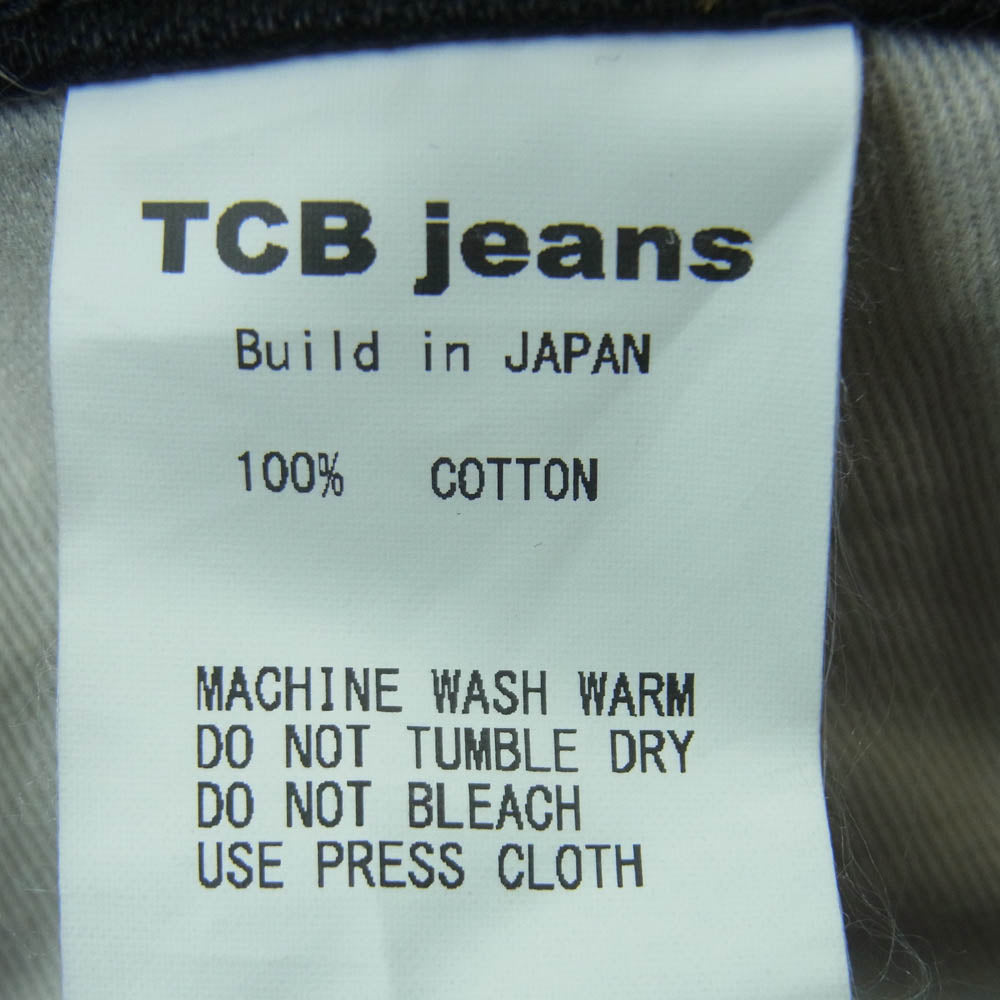 TCB jeans
Build in JAPAN
100% COTTON
MACHINE WASH WARM
DO NOT TUMBLE DRY
DO NOT BLEACH
USE PRESS CLOTH